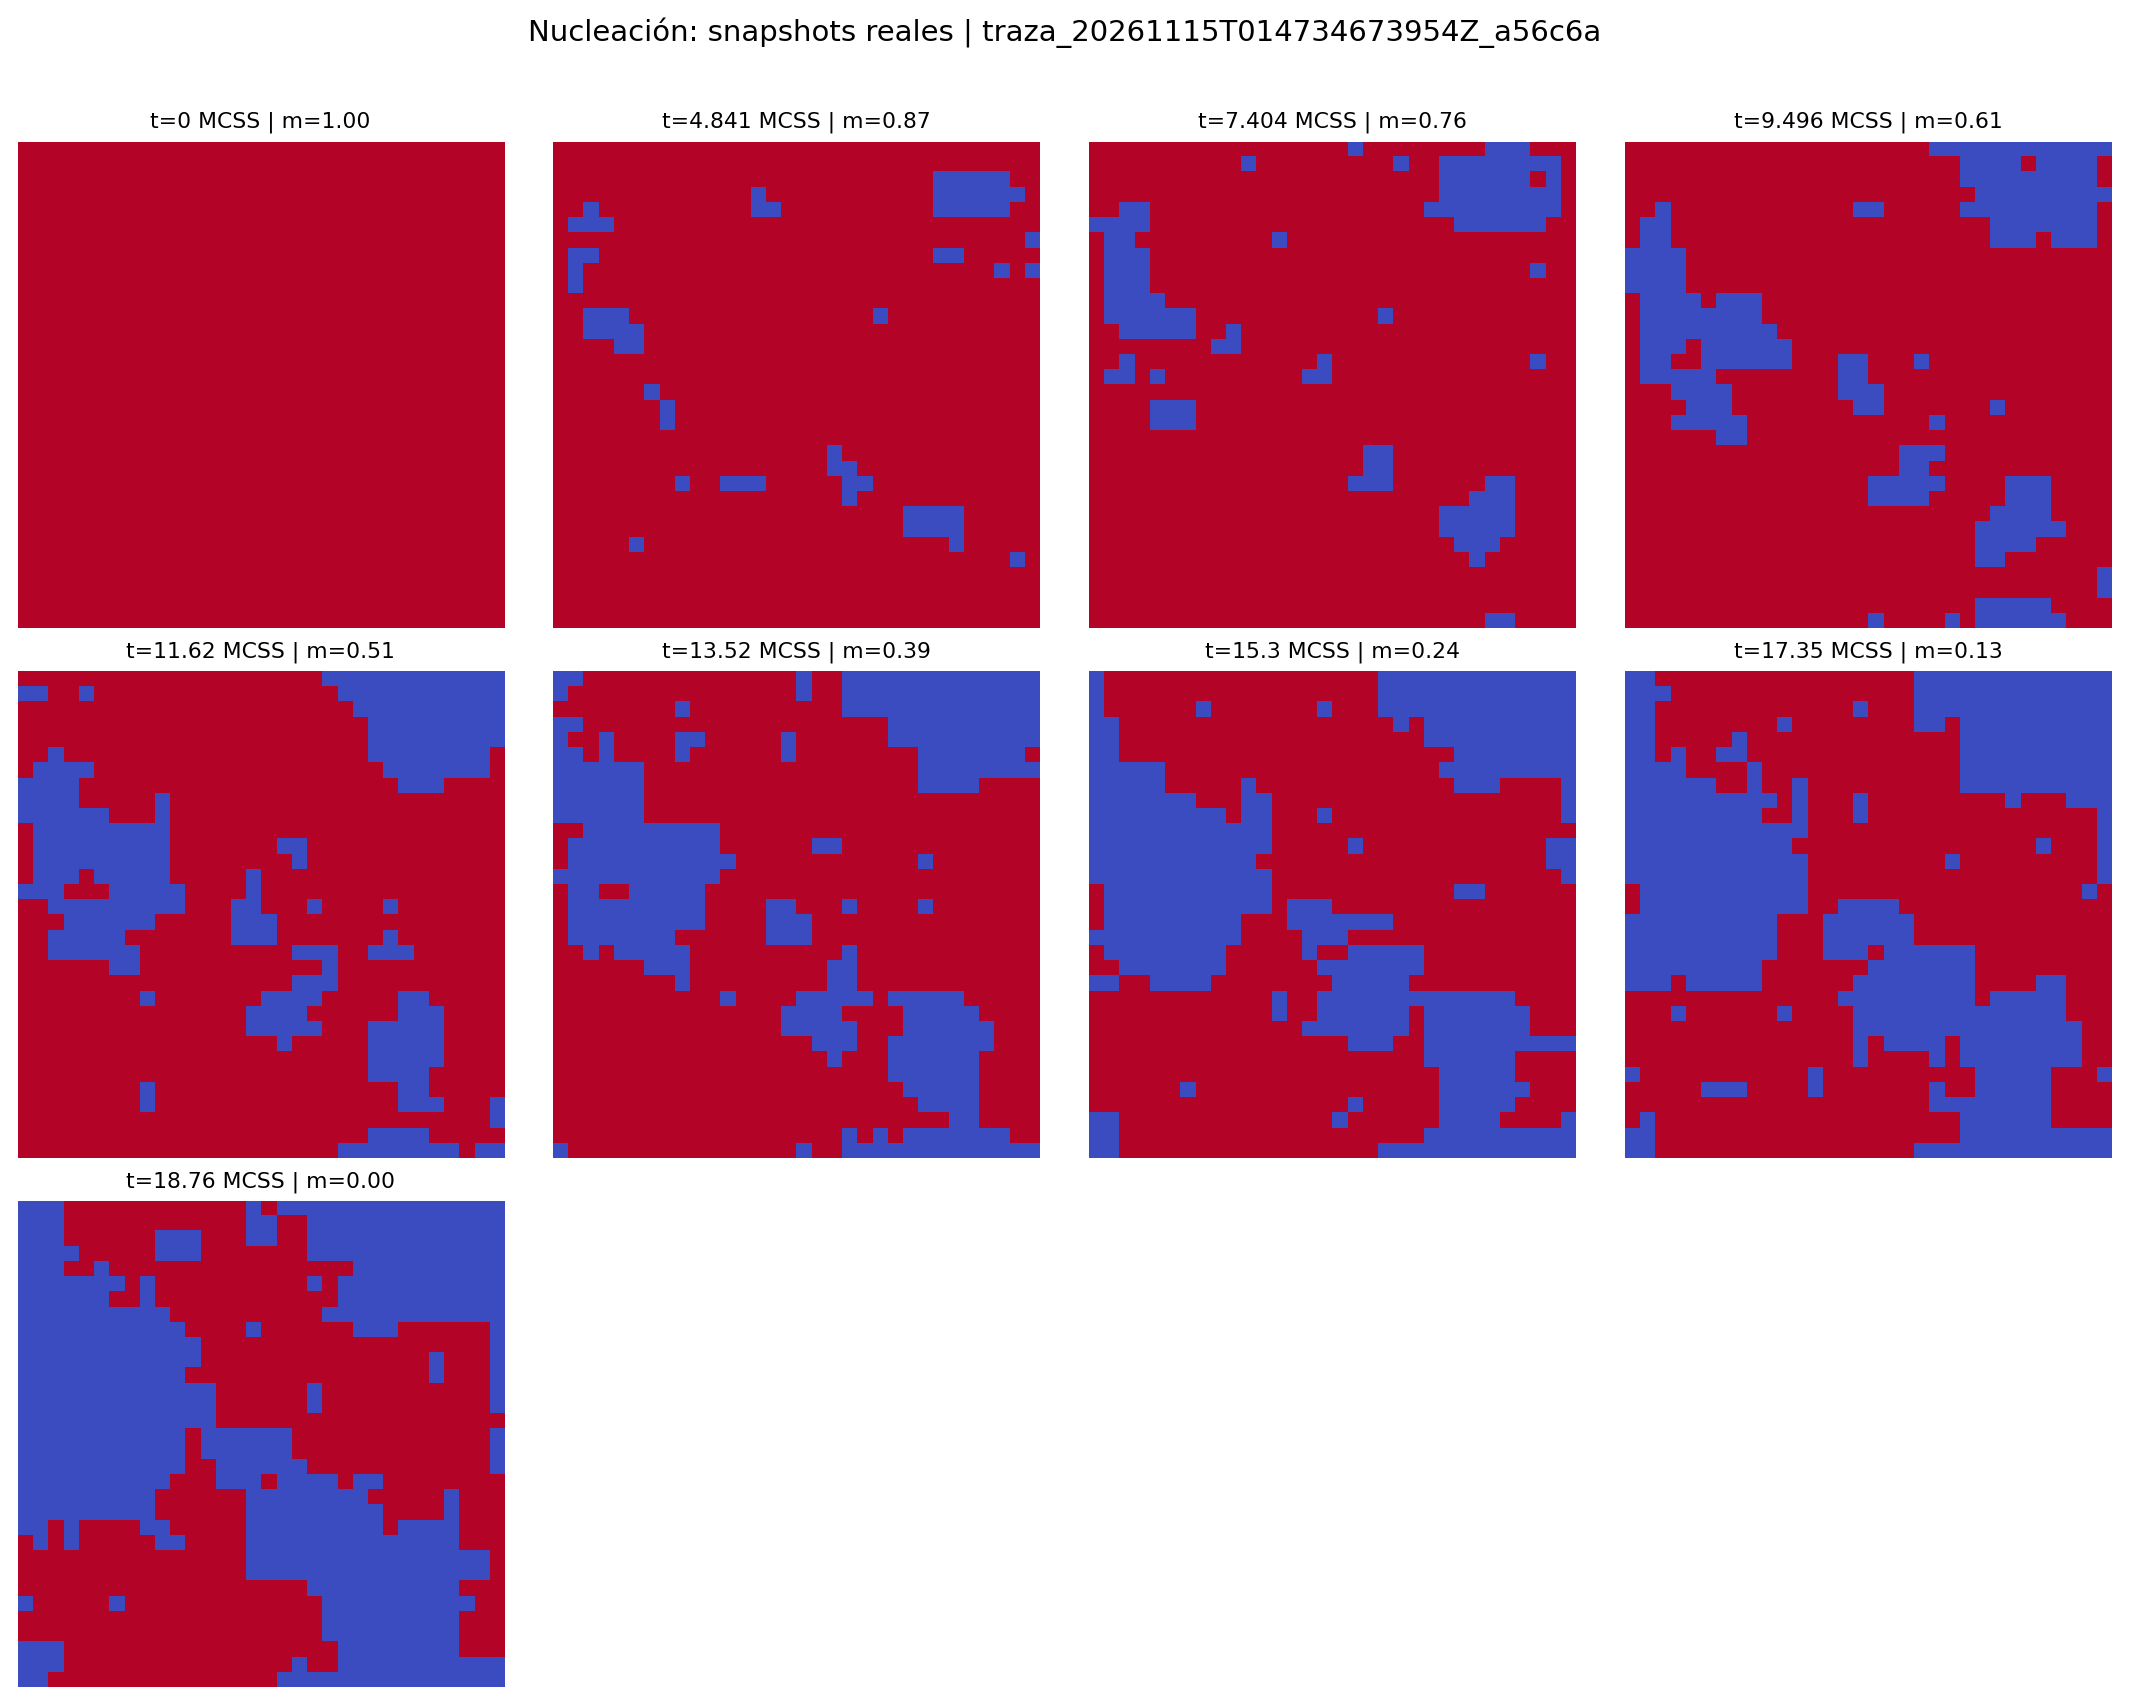 Nucleación: snapshots reales | traza_20261115T014734673954Z_a56c6a
t=0 MCSS | m=1.00
t=4.841 MCSS | m=0.87
t=7.404 MCSS | m=0.76
t=9.496 MCSS | m=0.61
t=11.62 MCSS | m=0.51
t=13.52 MCSS | m=0.39
t=15.3 MCSS | m=0.24
t=17.35 MCSS | m=0.13
t=18.76 MCSS | m=0.00